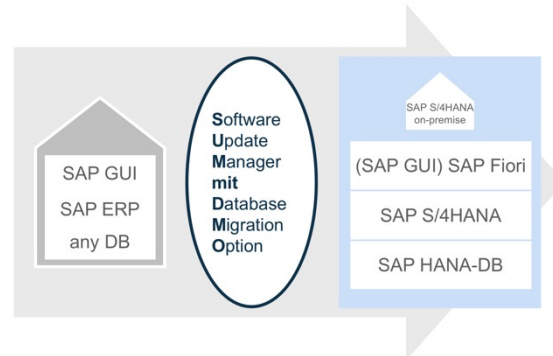 SAP GUI
SAP ERP
any DB
Software
Update
Manager
mit
Database
Migration
Option
SAP S/4HANA
on-premise
(SAP GUI) SAP Fiori
SAP S/4HANA
SAP HANA-DB